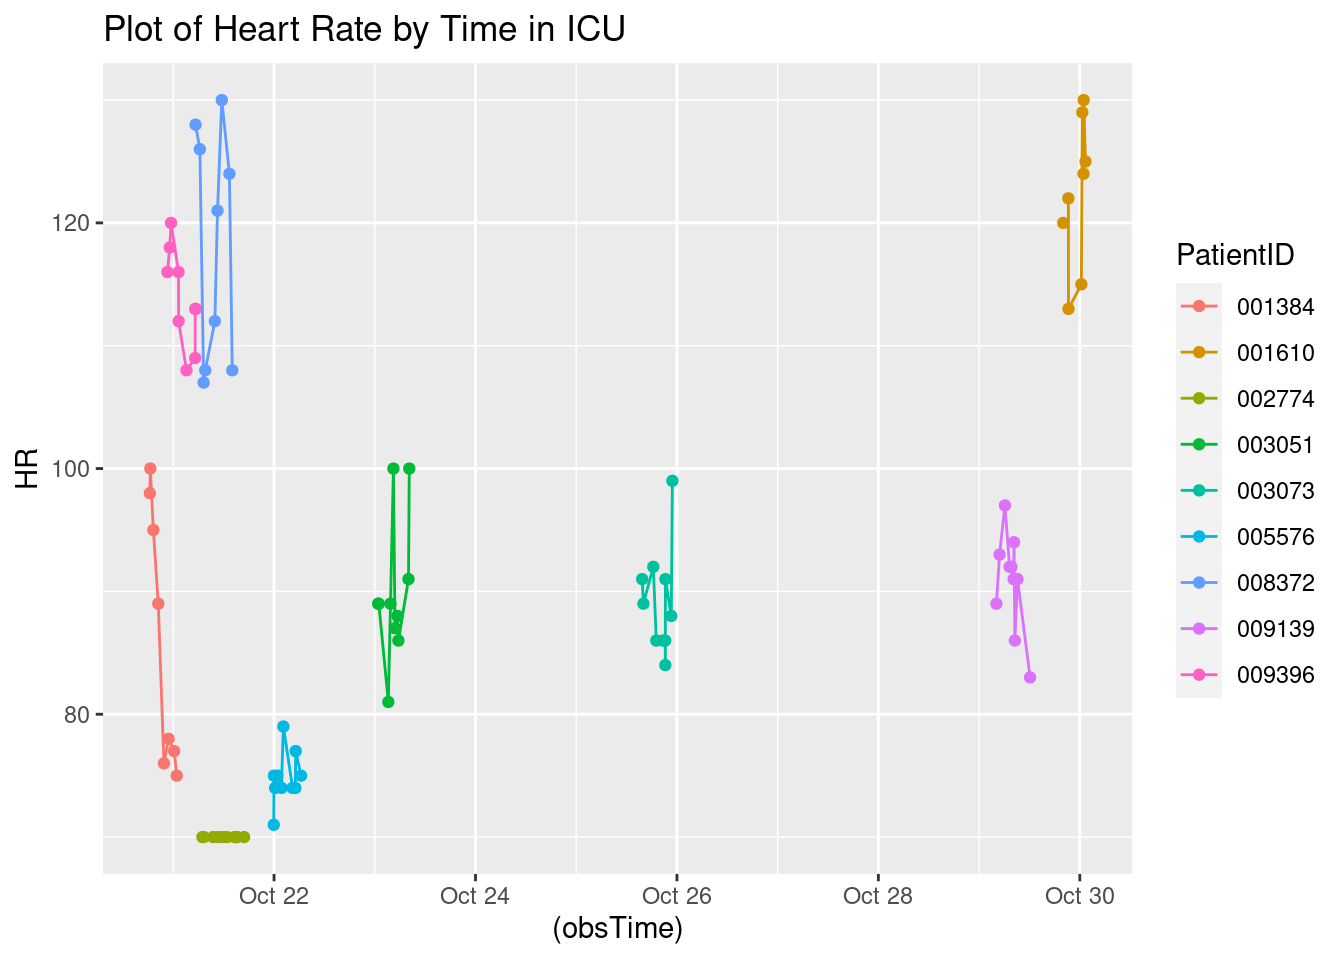 Plot of Heart Rate by Time in ICU
HR
120
100
80
Oct 22
Oct 24
Oct 26
Oct 28
Oct 30
(obsTime)
PatientID
001384
001610
002774
003051
003073
005576
008372
009139
009396